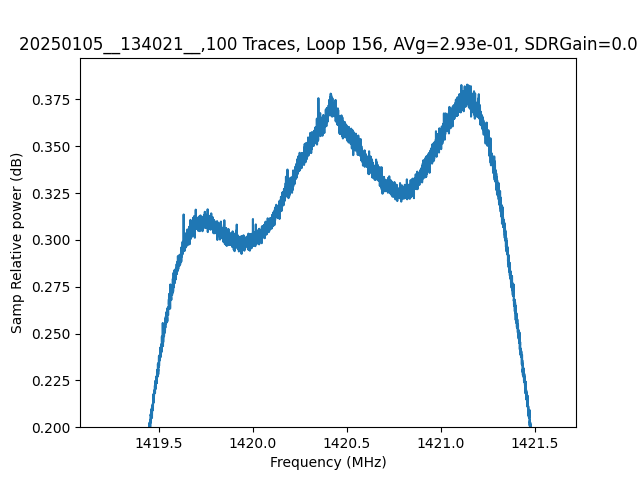 20250105__134021__,100 Traces, Loop 156, AVg=2.93e-01, SDRGain=0.0
0.375
0.350
0.325
0.300
0.275
0.250
0.225
0.200
Samp Relative power (dB)
1419.5 1420.0 1420.5 1421.0 1421.5
Frequency (MHz)